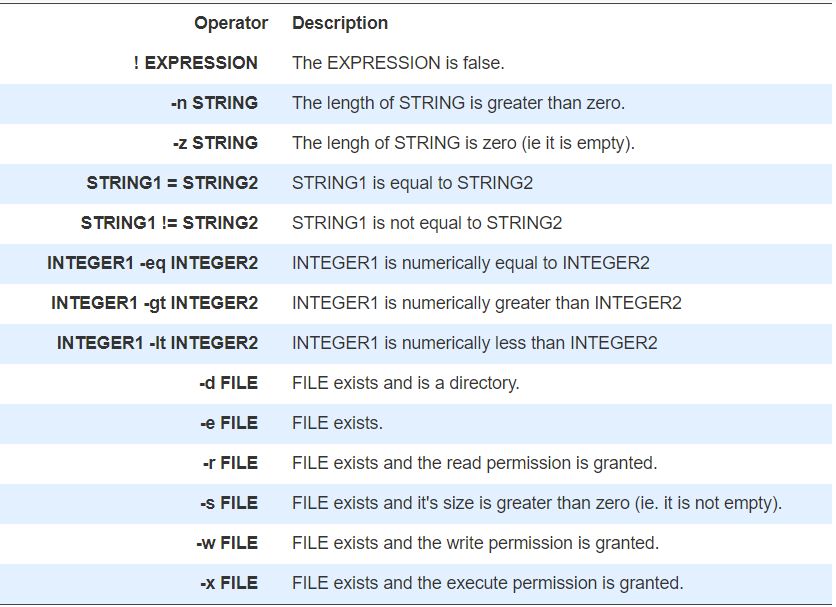 Operator Description
! EXPRESSION The EXPRESSION is false.
-n STRING The length of STRING is greater than zero.
-z STRING The lengh of STRING is zero (ie it is empty).
STRING1 = STRING2 STRING1 is equal to STRING2
STRING1 != STRING2 STRING1 is not equal to STRING2
INTEGER1 -eq INTEGER2 INTEGER1 is numerically equal to INTEGER2
INTEGER1 -gt INTEGER2 INTEGER1 is numerically greater than INTEGER2
INTEGER1 -lt INTEGER2 INTEGER1 is numerically less than INTEGER2
-d FILE FILE exists and is a directory.
-e FILE FILE exists.
-r FILE FILE exists and the read permission is granted.
-s FILE FILE exists and it's size is greater than zero (ie. it is not empty).
-w FILE FILE exists and the write permission is granted.
-x FILE FILE exists and the execute permission is granted.